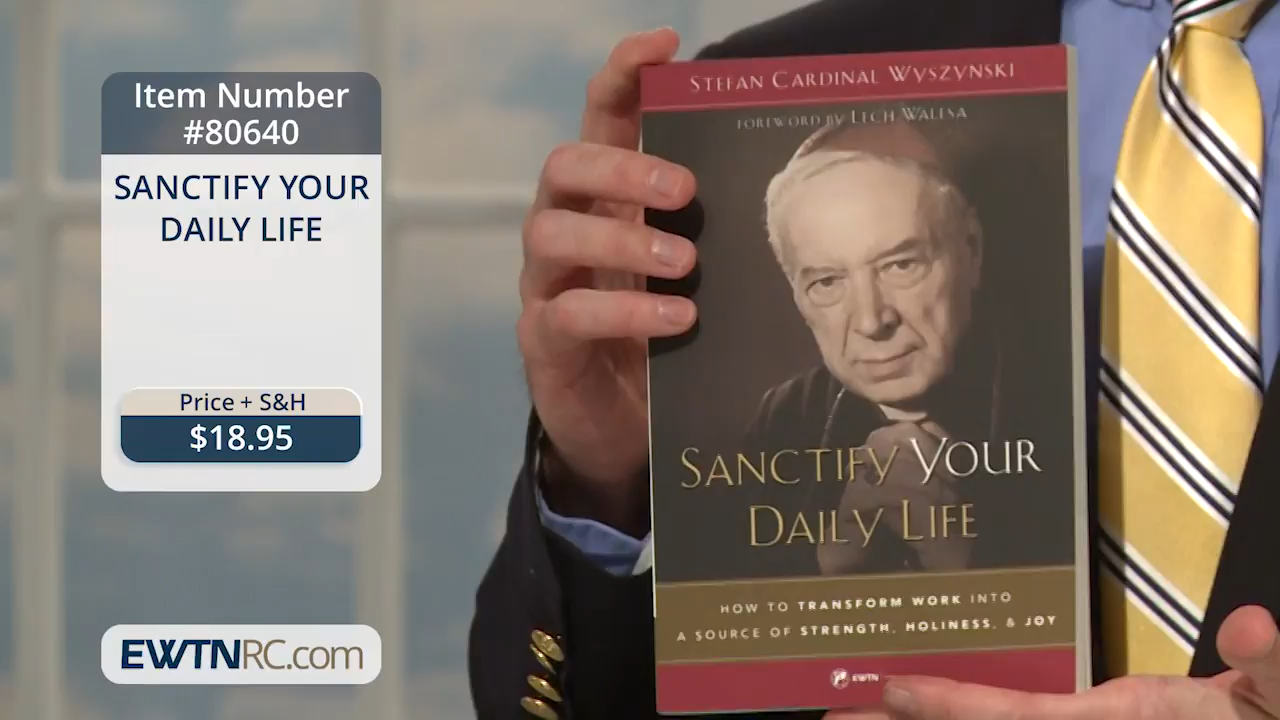 Item Number
#80640
SANCTIFY YOUR
DAILY LIFE
Price + S&H
$18.95
EWTNRC.com
STEFAN CARDINAL WYSZYNSKI
FOREWORD BY LECH WALESA
SANCTIFY YOUR
DAILY LIFE
HOW TO TRANSFORM WORK INTO
A SOURCE OF STRENGTH, HOLINESS, & JOY
EWTN